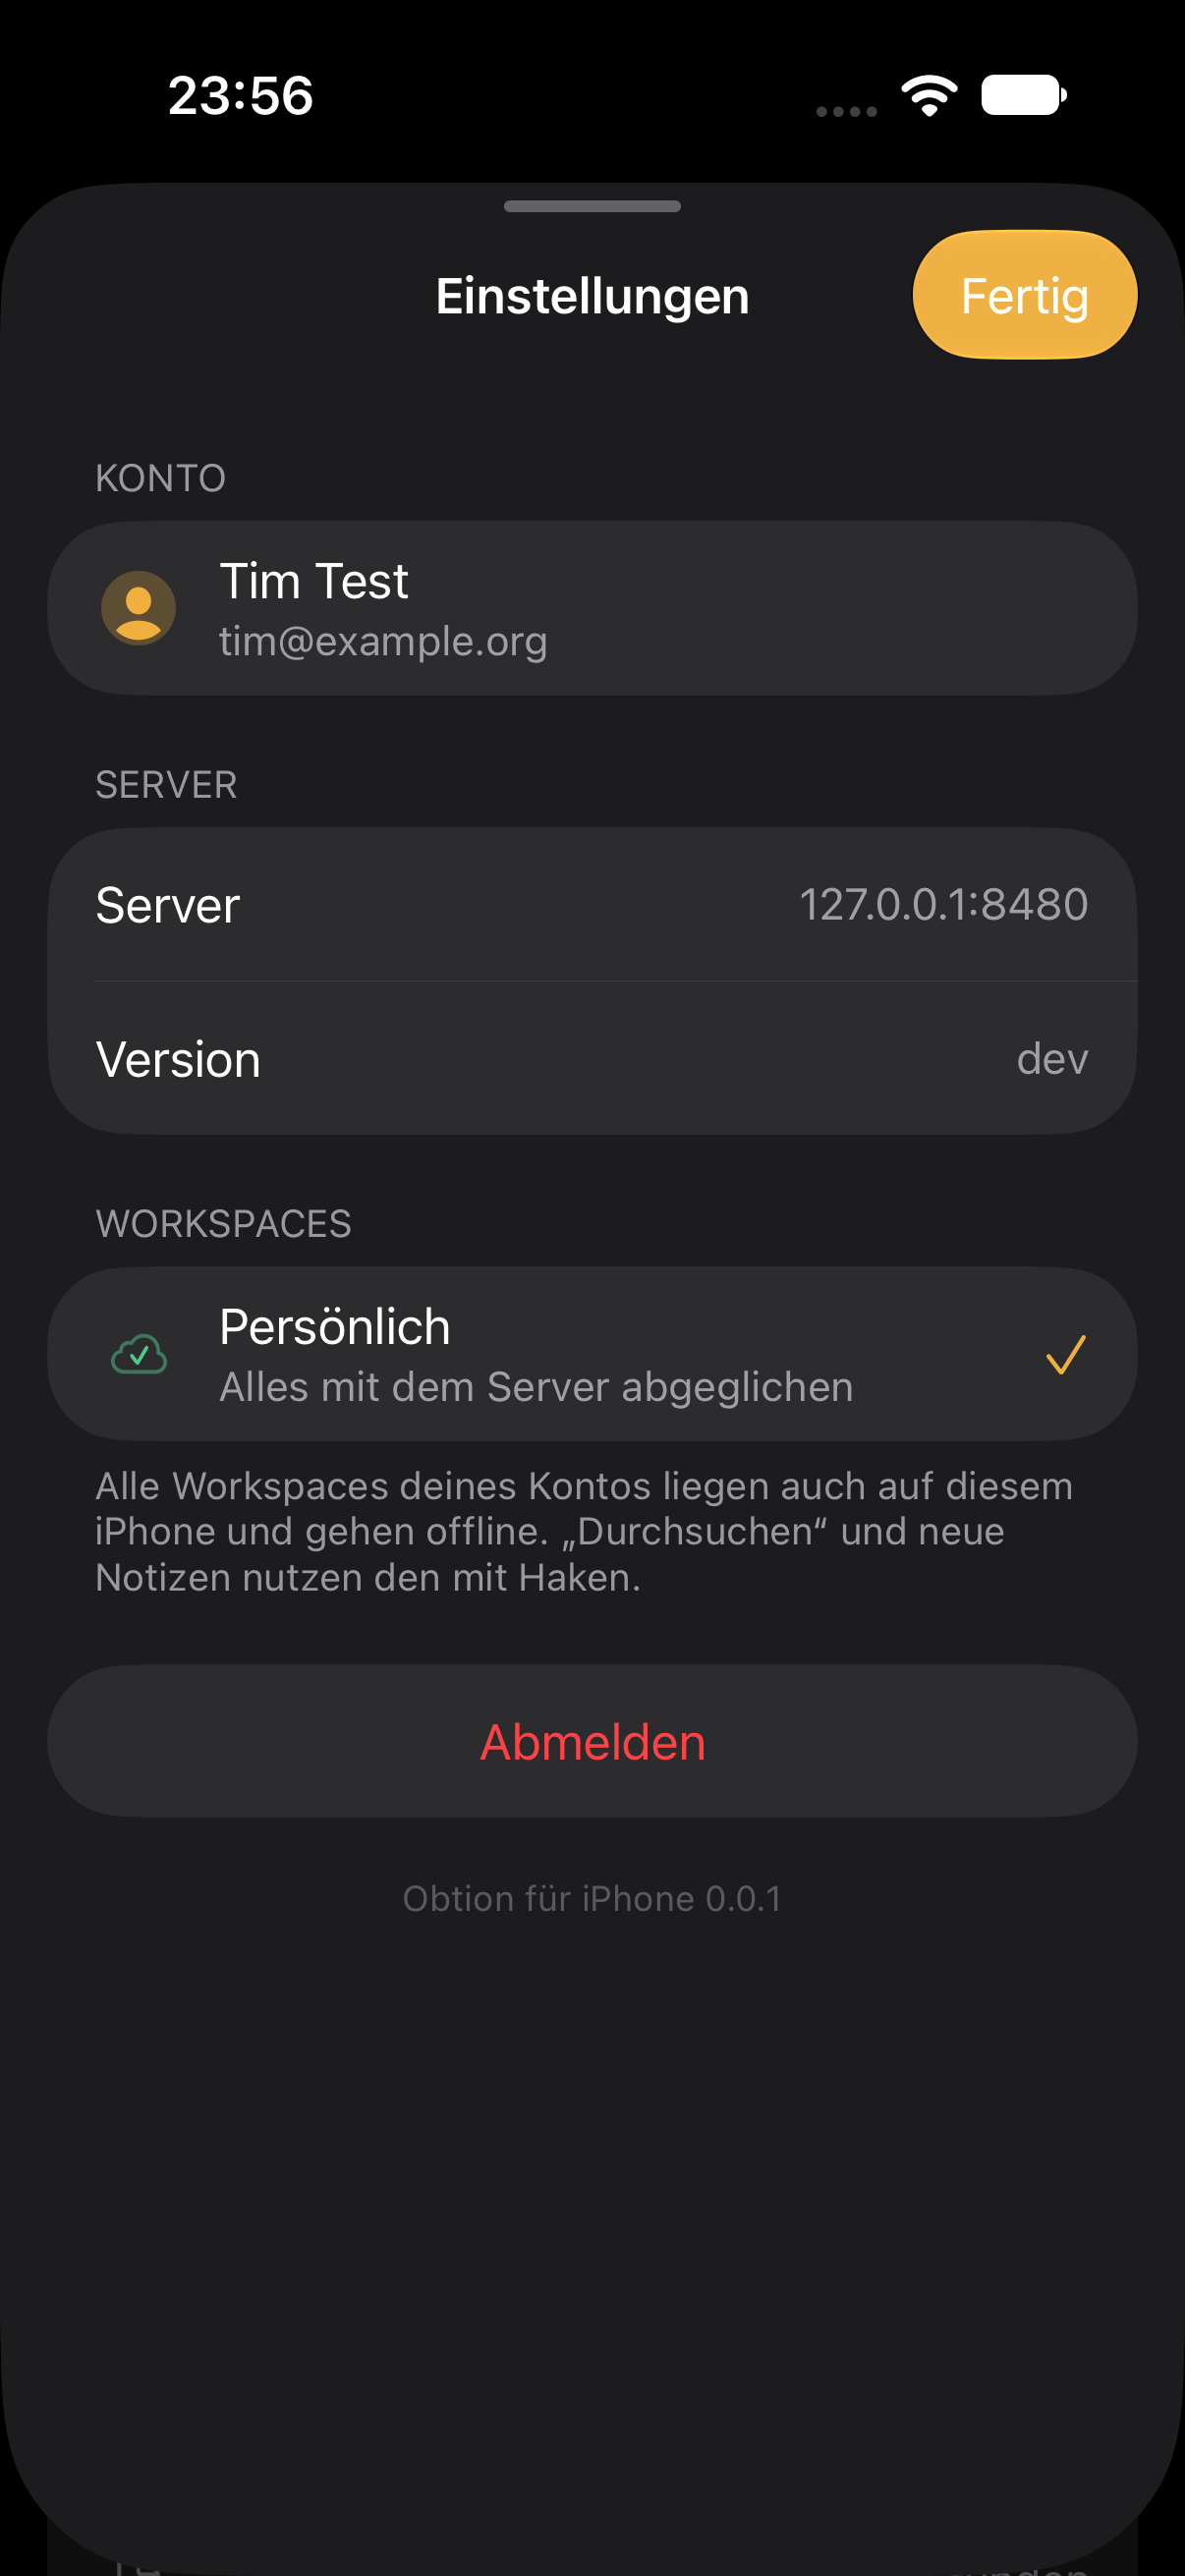 23:56
Einstellungen
Fertig
KONTO
Tim Test
tim@example.org
SERVER
Server 127.0.0.1:8480
Version dev
WORKSPACES
Persönlich
Alles mit dem Server abgeglichen
Alle Workspaces deines Kontos liegen auch auf diesem
iPhone und gehen offline. „Durchsuchen“ und neue
Notizen nutzen den mit Haken.
Abmelden
Obtion für iPhone 0.0.1